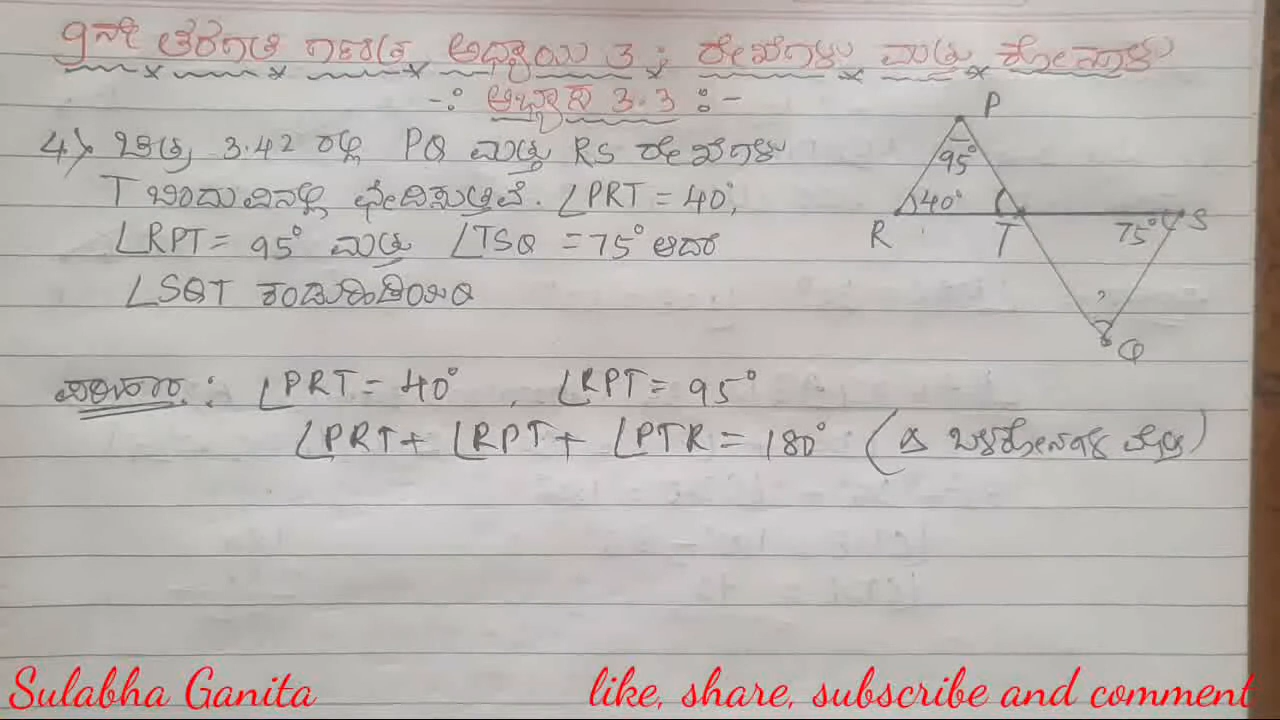 9ನೇ ತರಗತಿ ಗಣಿತ ಅಧ್ಯಾಯ 3 : ರೇಖೆಗಳು ಮತ್ತು ಕೋನಗಳು
-: ಅಭ್ಯಾಸ 3.3 :-
4) ಚಿತ್ರ 3.42 ರಲ್ಲಿ PQ ಮತ್ತು RS ರೇಖೆಗಳು
T ಬಿಂದುವಿನಲ್ಲಿ ಛೇದಿಸುತ್ತವೆ. ∠PRT = 40°,
∠RPT = 95° ಮತ್ತು ∠TSQ = 75° ಆದರೆ
∠SQT ಕಂಡುಹಿಡಿಯಿರಿ
P
95°
40°
R
T
75°
S
?
Q
ಪರಿಹಾರ : ∠PRT = 40° , ∠RPT = 95°
∠PRT + ∠RPT + ∠PTR = 180° (Δ ಒಳಕೋನಗಳ ಮೊತ್ತ)
Sulabha Ganita
like, share, subscribe and comment